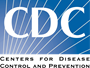 CDC
CENTERS FOR DISEASE
CONTROL AND PREVENTION